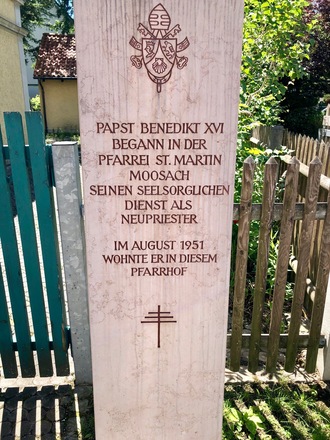 PAPST BENEDIKT XVI
BEGANN IN DER
PFARREI ST. MARTIN
MOOSACH
SEINEN SEELSORGLICHEN
DIENST ALS
NEUPRIESTER
IM AUGUST 1951
WOHNTE ER IN DIESEM
PFARRHOF